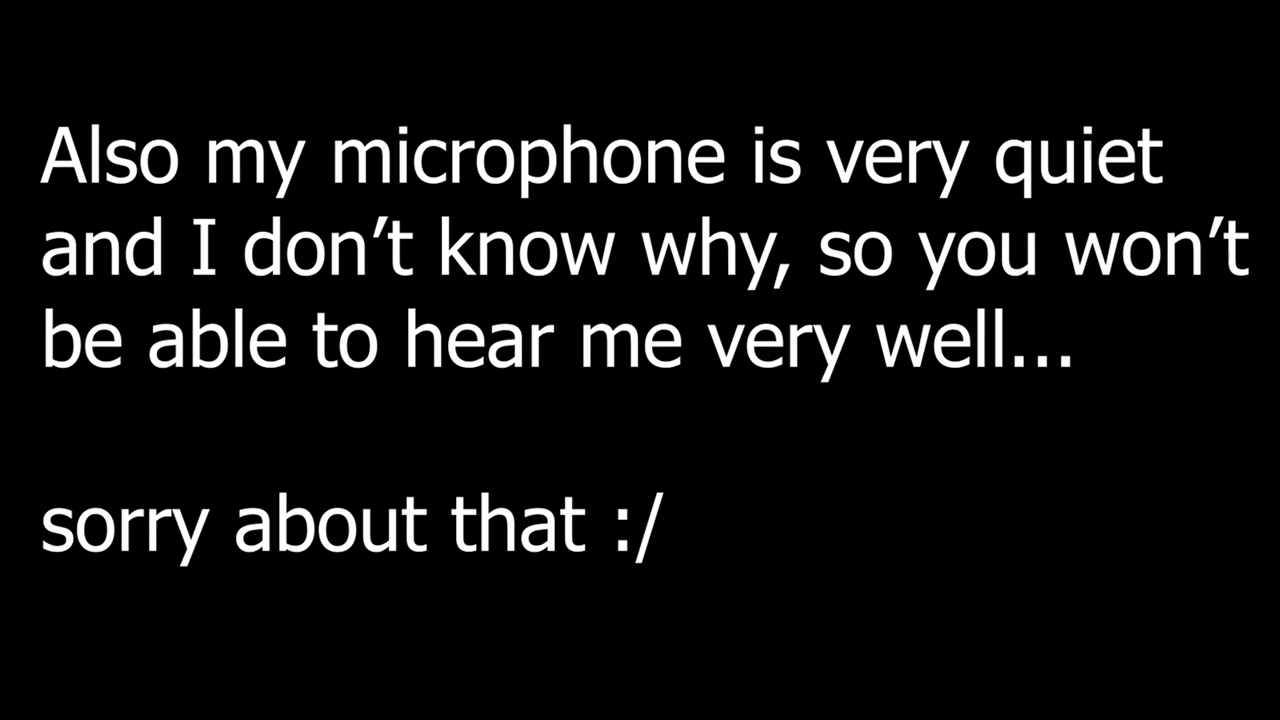 Also my microphone is very quiet
and I don’t know why, so you won’t
be able to hear me very well...
sorry about that :/